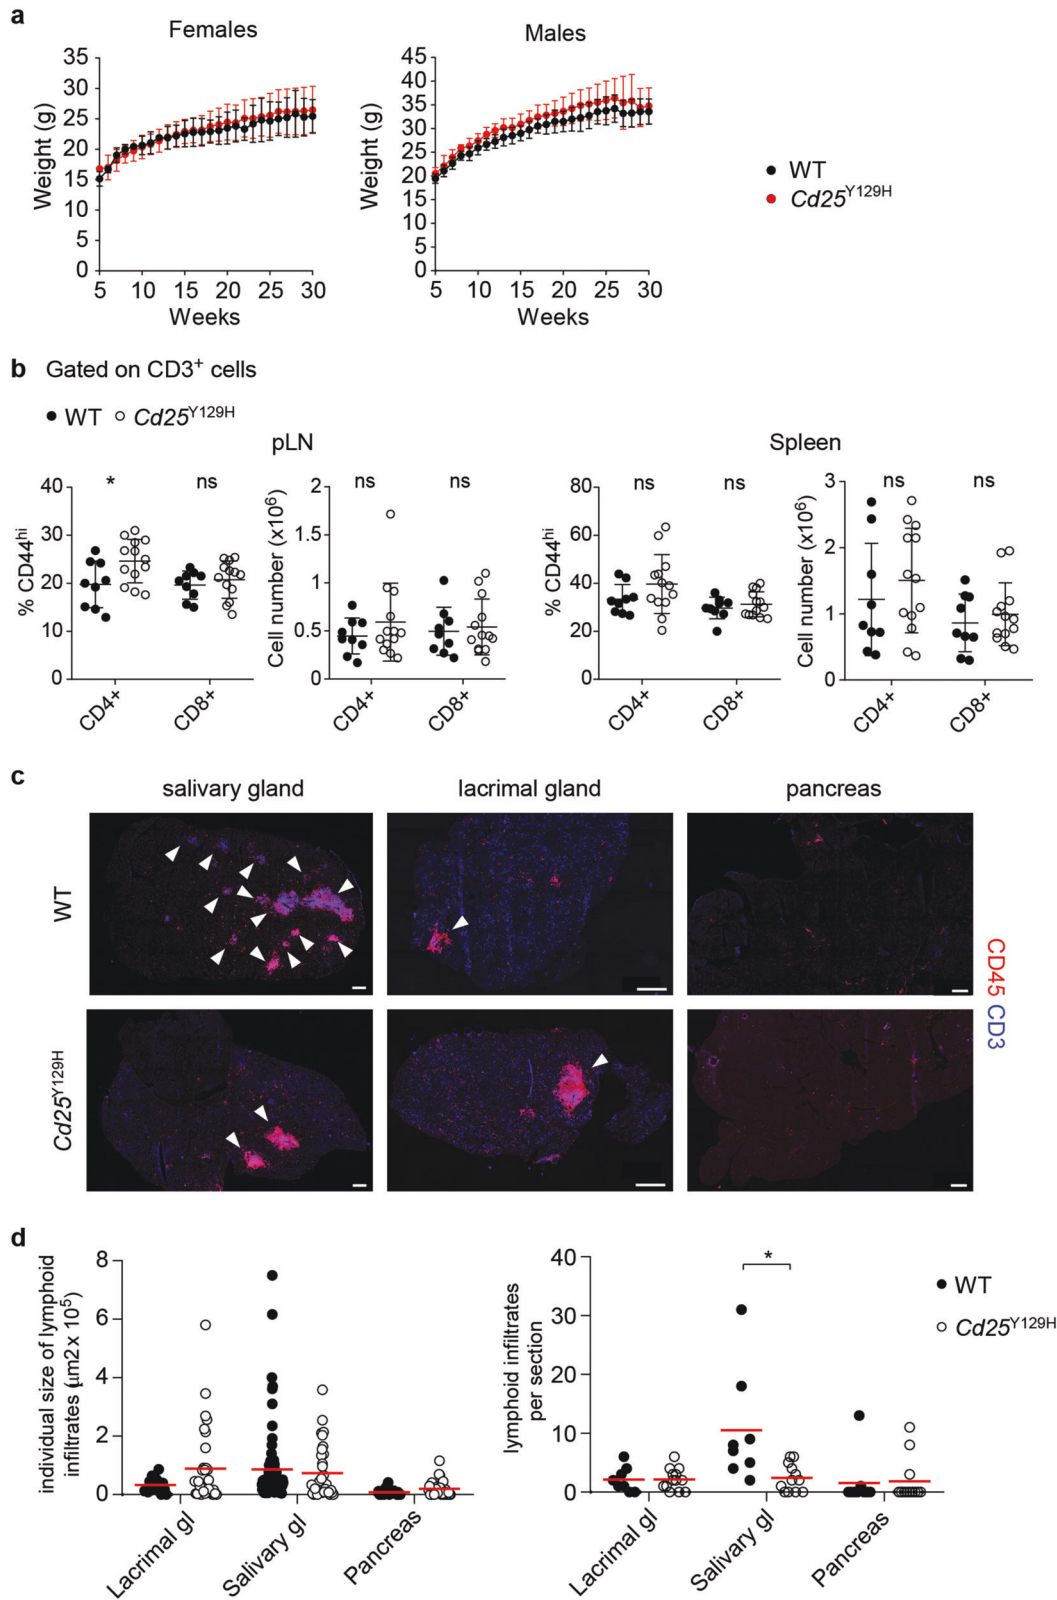 a
Females
Males
35
30
25
20
15
10
5
0
Weight (g)
5 10 15 20 25 30
Weeks
45
40
35
30
25
20
15
10
5
0
Weight (g)
5 10 15 20 25 30
Weeks
WT
Cd25Y129H
b Gated on CD3+ cells
WT Cd25Y129H
pLN
Spleen
40
30
20
10
0
% CD44hi
* ns
CD4+ CD8+
2
1.5
1
0.5
0
Cell number (x10⁶)
ns ns
CD4+ CD8+
80
60
40
20
0
% CD44hi
ns ns
CD4+ CD8+
3
2
1
0
Cell number (x10⁶)
ns ns
CD4+ CD8+
c
salivary gland lacrimal gland pancreas
WT
Cd25Y129H
CD45 CD3
d
8
6
4
2
0
individual size of lymphoid
infiltrates (µm2 x 10⁵)
Lacrimal gl Salivary gl Pancreas
40
30
20
10
0
lymphoid infiltrates
per section
*
Lacrimal gl Salivary gl Pancreas
WT
Cd25Y129H